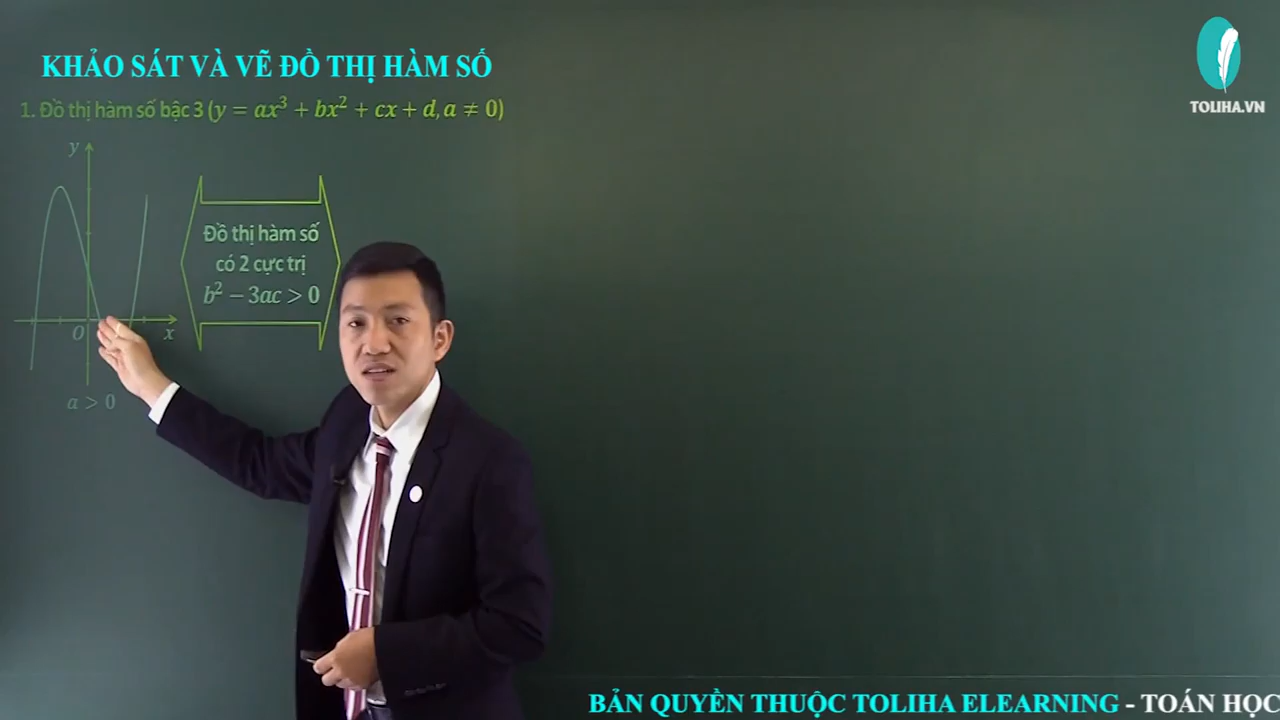 KHẢO SÁT VÀ VẼ ĐỒ THỊ HÀM SỐ
TOLIHA.VN
1. Đồ thị hàm số bậc 3 (y = ax³ + bx² + cx + d, a ≠ 0)
y
Đồ thị hàm số
có 2 cực trị
b² − 3ac > 0
O
x
a > 0
BẢN QUYỀN THUỘC TOLIHA ELEARNING - TOÁN HỌC